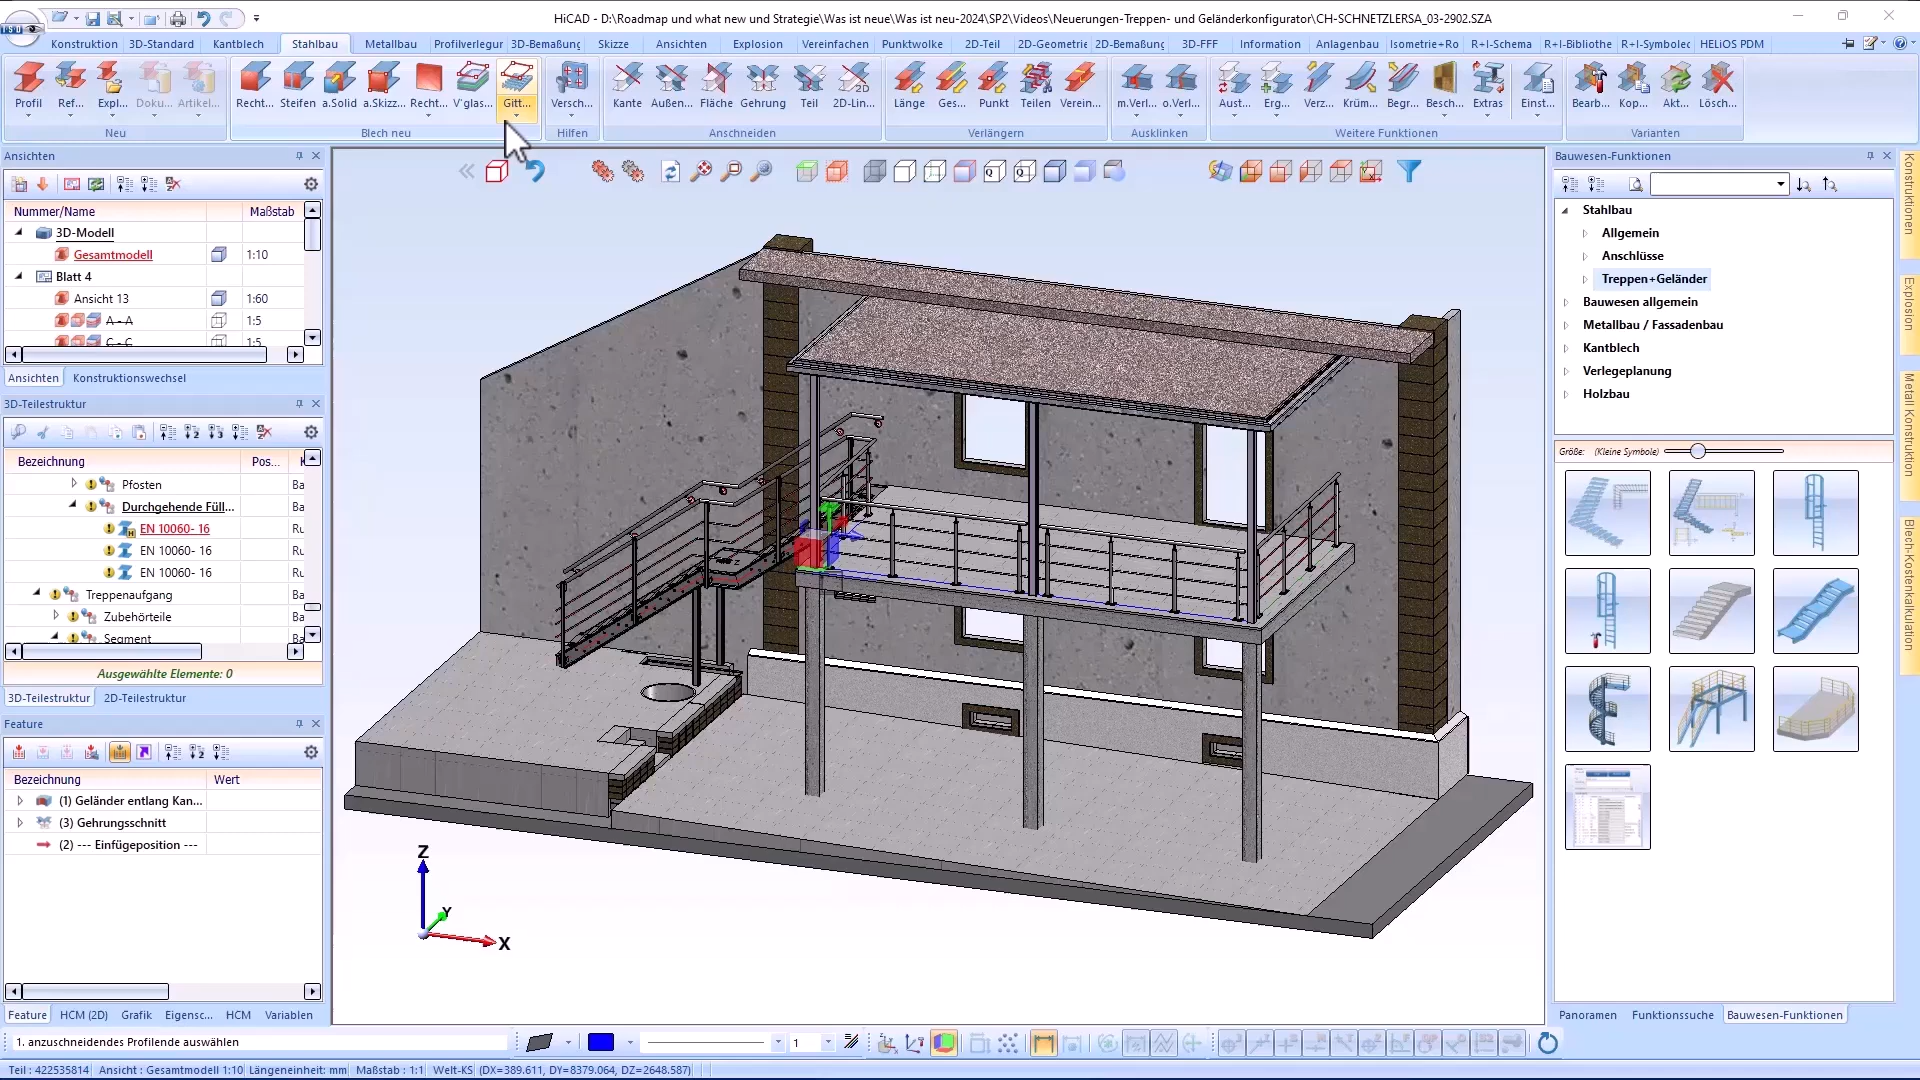 HiCAD - D:\Roadmap und what new und Strategie\Was ist neue\Was ist neu-2024\SP2\Videos\Neuerungen-Treppen- und Geländerkonfigurator\CH-SCHNETZLERSA_03-2902.SZA
Konstruktion 3D-Standard Kantblech Stahlbau Metallbau Profilverlegur 3D-Bemaßung Skizze Ansichten Explosion Vereinfachen Punktwolke 2D-Teil 2D-Geometrie 2D-Bemaßung 3D-FFF Information Anlagenbau Isometrie+Ro R+I-Schema R+I-Bibliothe R+I-Symbolec HELiOS PDM
Profil Ref... Expl... Doku... Artikel... Recht... Steifen a.Solid a.Skizz... Recht... V'glas... Gitt... Versch... Kante Außen... Fläche Gehrung Teil 2D-Lin... Länge Ges... Punkt Teilen Verein... m.Verl... o.Verl... Aust... Erg... Verz... Krüm... Begr... Besch... Extras Einst... Bearb... Kop... Akt... Lösch...
Neu Blech neu Hilfen Anschneiden Verlängern Ausklinken Weitere Funktionen Varianten
Ansichten
Nummer/Name Maßstab
3D-Modell
Gesamtmodell 1:10
Blatt 4
Ansicht 13 1:60
A - A 1:5
C - C 1:5
Ansichten Konstruktionswechsel
3D-Teilestruktur
Bezeichnung Pos...
Pfosten Ba
Durchgehende Füll... Ba
EN 10060- 16 Ru
EN 10060- 16 Ru
EN 10060- 16 Ru
Treppenaufgang Ba
Zubehörteile Ba
Segment Ba
Ausgewählte Elemente: 0
3D-Teilestruktur 2D-Teilestruktur
Feature
Bezeichnung Wert
(1) Geländer entlang Kan...
(3) Gehrungsschnitt
(2) --- Einfügeposition ---
Feature HCM (2D) Grafik Eigensc... HCM Variablen
Z
Y
X
Bauwesen-Funktionen
Stahlbau
Allgemein
Anschlüsse
Treppen+Geländer
Bauwesen allgemein
Metallbau / Fassadenbau
Kantblech
Verlegeplanung
Holzbau
Größe: (Kleine Symbole)
Panoramen Funktionssuche Bauwesen-Funktionen
Konstruktionen
Explosion
Metall Konstruktion
Blech-Kostenkalkulation
1. anzuschneidendes Profilende auswählen 1
Teil : 422535814 Ansicht : Gesamtmodell 1:10 Längeneinheit: mm Maßstab : 1:1 Welt-KS (DX=389.611, DY=8379.064, DZ=2648.587)